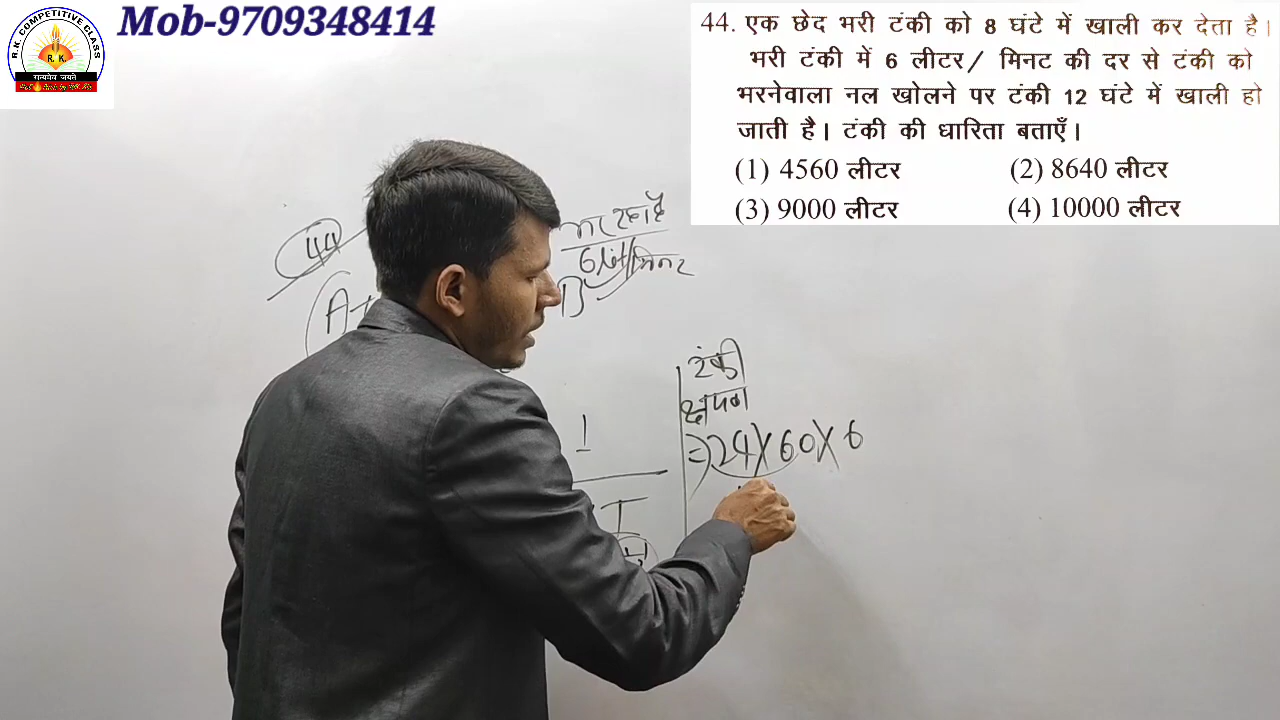 R.K COMPETITIVE CLASS
R. K.
सत्यमेव जयते
Mob-9709348414
44. एक छेद भरी टंकी को 8 घंटे में खाली कर देता है।
भरी टंकी में 6 लीटर/ मिनट की दर से टंकी को
भरनेवाला नल खोलने पर टंकी 12 घंटे में खाली हो
जाती है। टंकी की धारिता बताएँ।
(1) 4560 लीटर (2) 8640 लीटर
(3) 9000 लीटर (4) 10000 लीटर
44
6 ली/मिनट
A
B
टंकी
1
=) 24 X 60 X 6